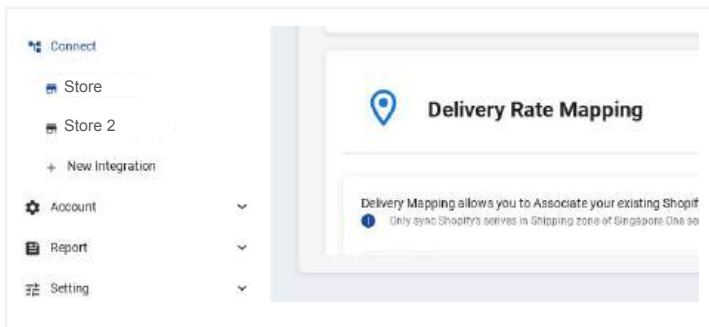 Connect
Store
Store 2
+ New Integration
Account
Report
Setting
Delivery Rate Mapping
Delivery Mapping allows you to Associate your existing Shopif
Only sync Shopify's serives in Shipping zone of Singapore One se